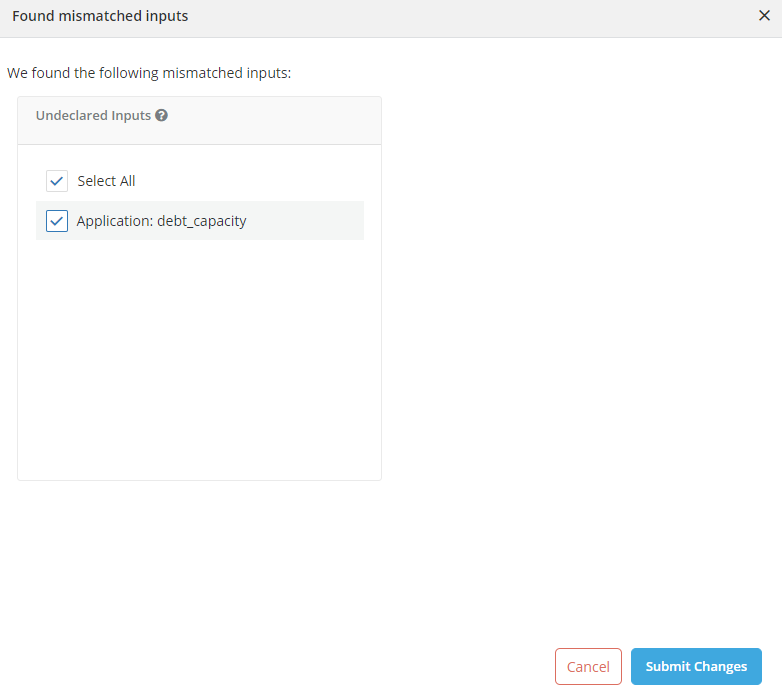 Found mismatched inputs
We found the following mismatched inputs:
Undeclared Inputs
Select All
Application: debt_capacity
Cancel
Submit Changes